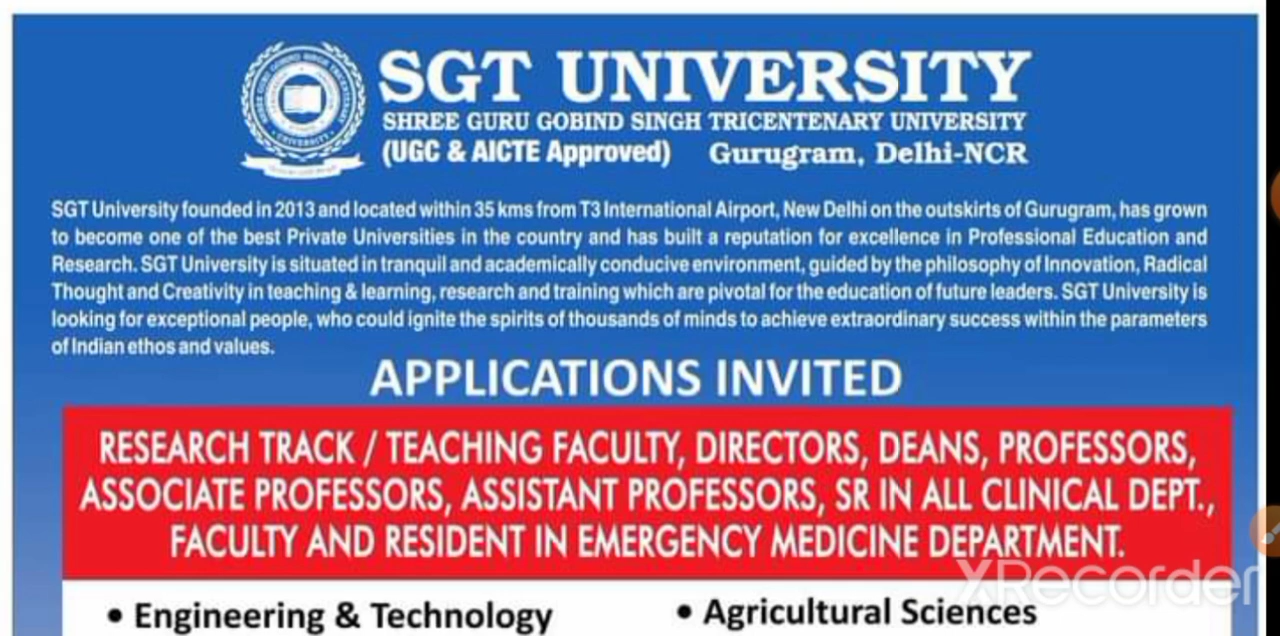 SGT UNIVERSITY
SHREE GURU GOBIND SINGH TRICENTENARY UNIVERSITY
(UGC & AICTE Approved) Gurugram, Delhi-NCR
SGT University founded in 2013 and located within 35 kms from T3 International Airport, New Delhi on the outskirts of Gurugram, has grown
to become one of the best Private Universities in the country and has built a reputation for excellence in Professional Education and
Research. SGT University is situated in tranquil and academically conducive environment, guided by the philosophy of Innovation, Radical
Thought and Creativity in teaching & learning, research and training which are pivotal for the education of future leaders. SGT University is
looking for exceptional people, who could ignite the spirits of thousands of minds to achieve extraordinary success within the parameters
of Indian ethos and values.
APPLICATIONS INVITED
RESEARCH TRACK / TEACHING FACULTY, DIRECTORS, DEANS, PROFESSORS,
ASSOCIATE PROFESSORS, ASSISTANT PROFESSORS, SR IN ALL CLINICAL DEPT.,
FACULTY AND RESIDENT IN EMERGENCY MEDICINE DEPARTMENT.
XRecorder
• Engineering & Technology • Agricultural Sciences